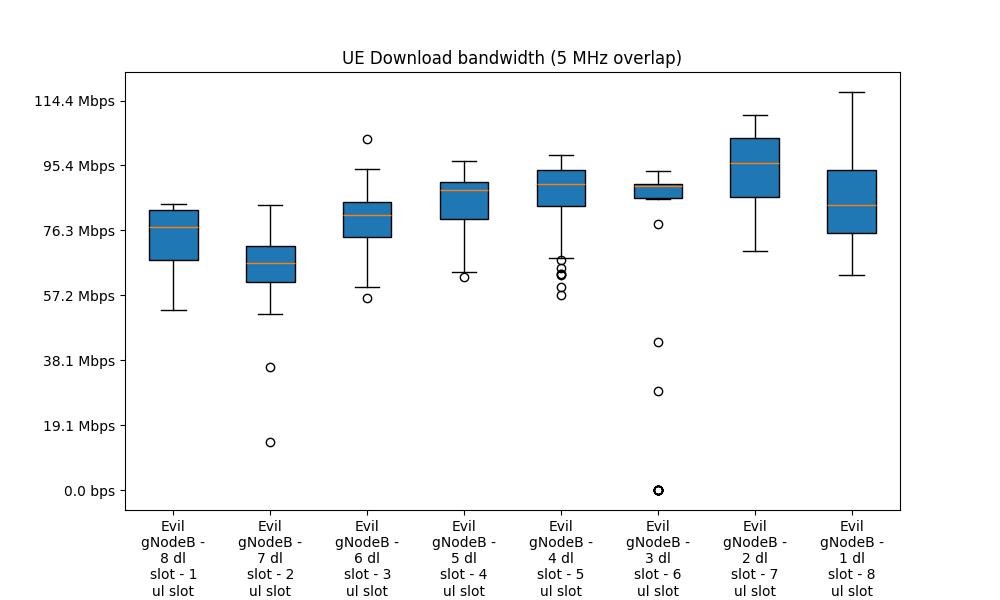 UE Download bandwidth (5 MHz overlap)
114.4 Mbps
95.4 Mbps
76.3 Mbps
57.2 Mbps
38.1 Mbps
19.1 Mbps
0.0 bps
Evil
gNodeB -
8 dl
slot - 1
ul slot
Evil
gNodeB -
7 dl
slot - 2
ul slot
Evil
gNodeB -
6 dl
slot - 3
ul slot
Evil
gNodeB -
5 dl
slot - 4
ul slot
Evil
gNodeB -
4 dl
slot - 5
ul slot
Evil
gNodeB -
3 dl
slot - 6
ul slot
Evil
gNodeB -
2 dl
slot - 7
ul slot
Evil
gNodeB -
1 dl
slot - 8
ul slot